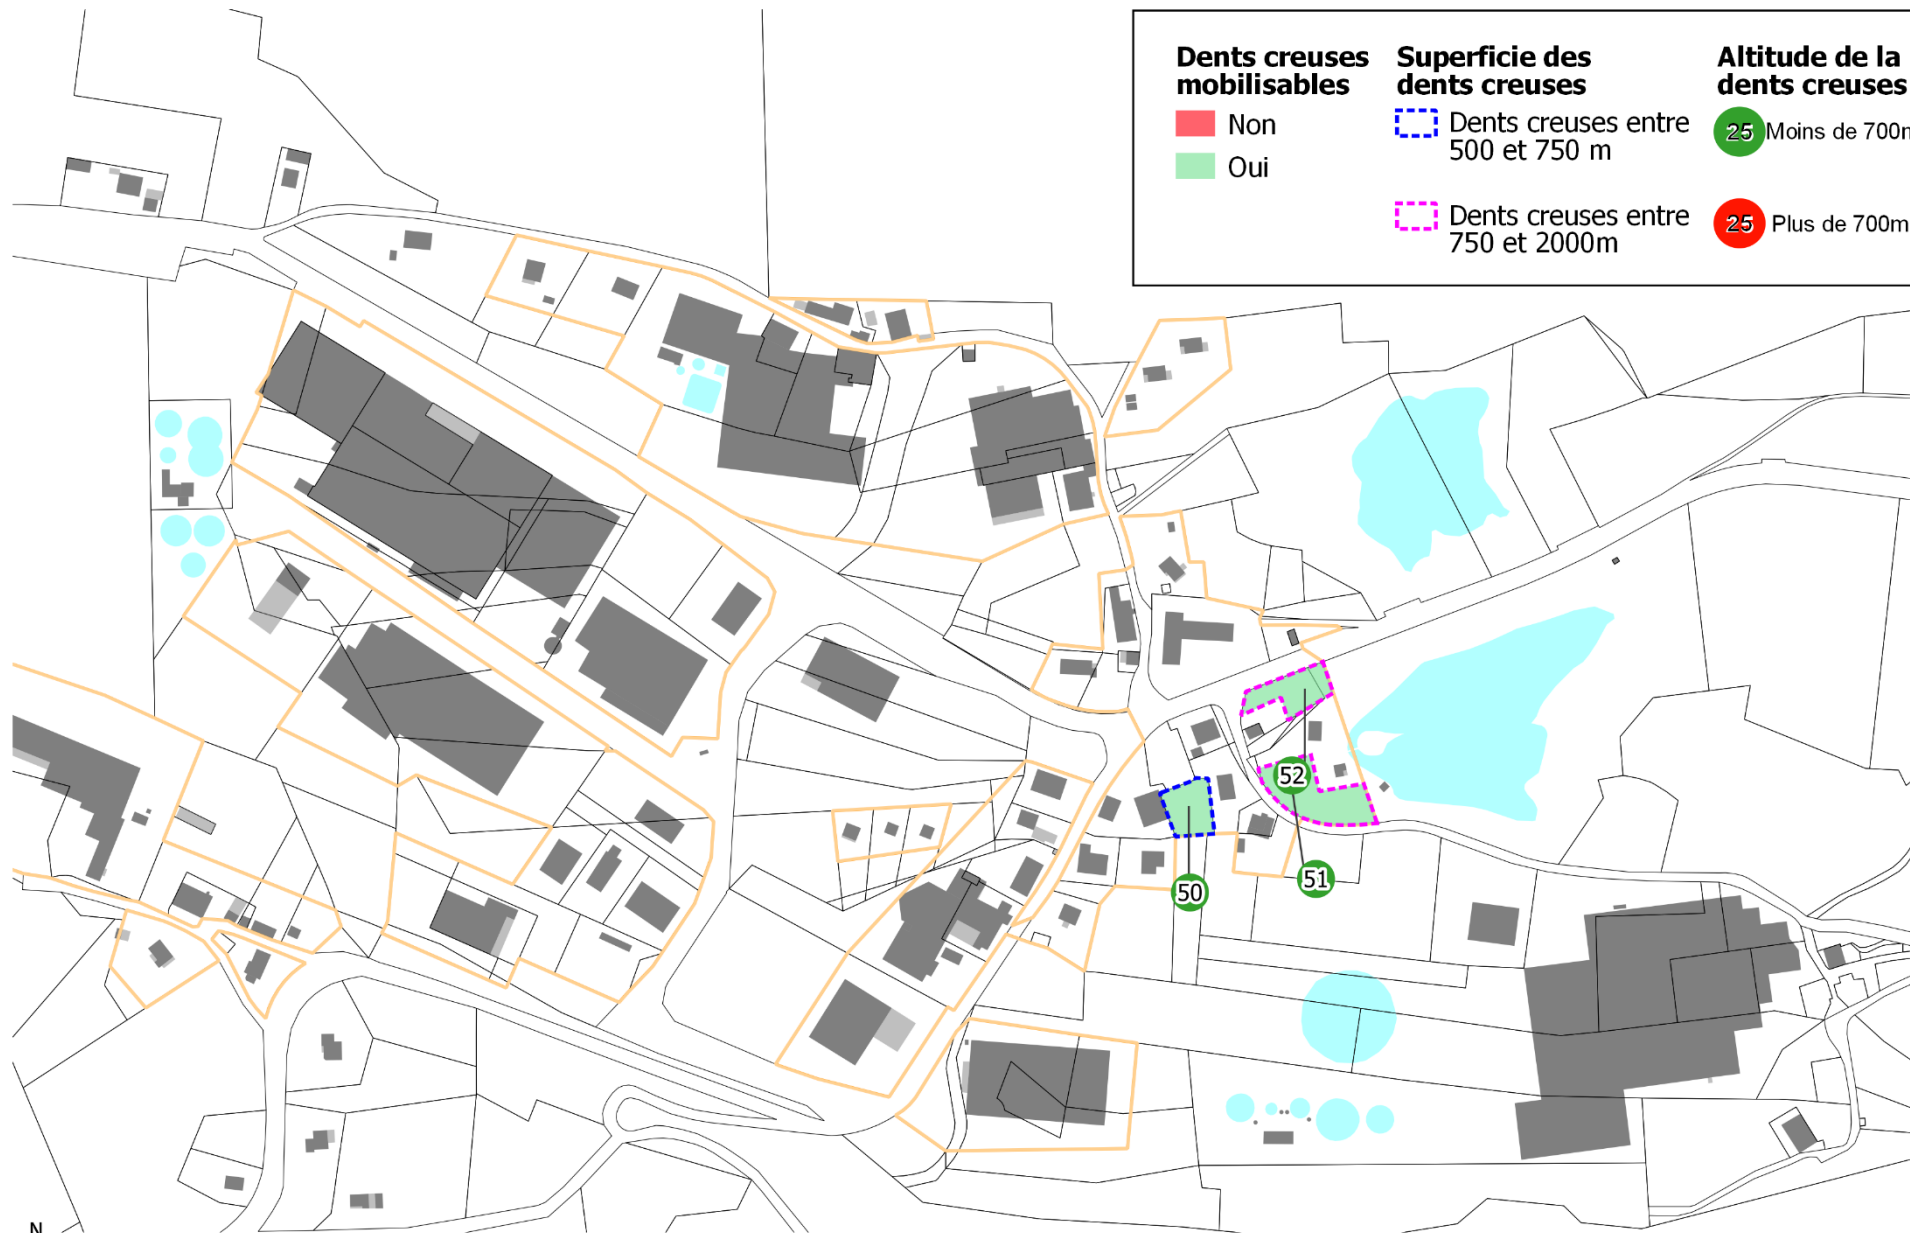 Dents creuses
mobilisables
Non
Oui
Superficie des
dents creuses
Dents creuses entre
500 et 750 m
Dents creuses entre
750 et 2000m
Altitude de la
dents creuses
25 Moins de 700m
25 Plus de 700m
52
51
50
N